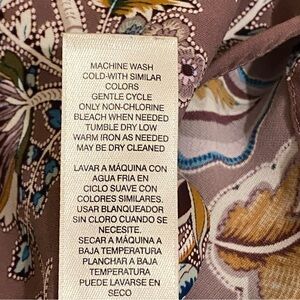 MACHINE WASH
COLD-WITH SIMILAR
COLORS
GENTLE CYCLE
ONLY NON-CHLORINE
BLEACH WHEN NEEDED
TUMBLE DRY LOW
WARM IRON AS NEEDED
MAY BE DRY CLEANED
LAVAR A MÁQUINA CON
AGUA FRIA EN
CICLO SUAVE CON
COLORES SIMILARES.
USAR BLANQUEADOR
SIN CLORO CUANDO SE
NECESITE.
SECAR A MÁQUINA A
BAJA TEMPERATURA
PLANCHAR A BAJA
TEMPERATURA
PUEDE LAVARSE EN
SECO